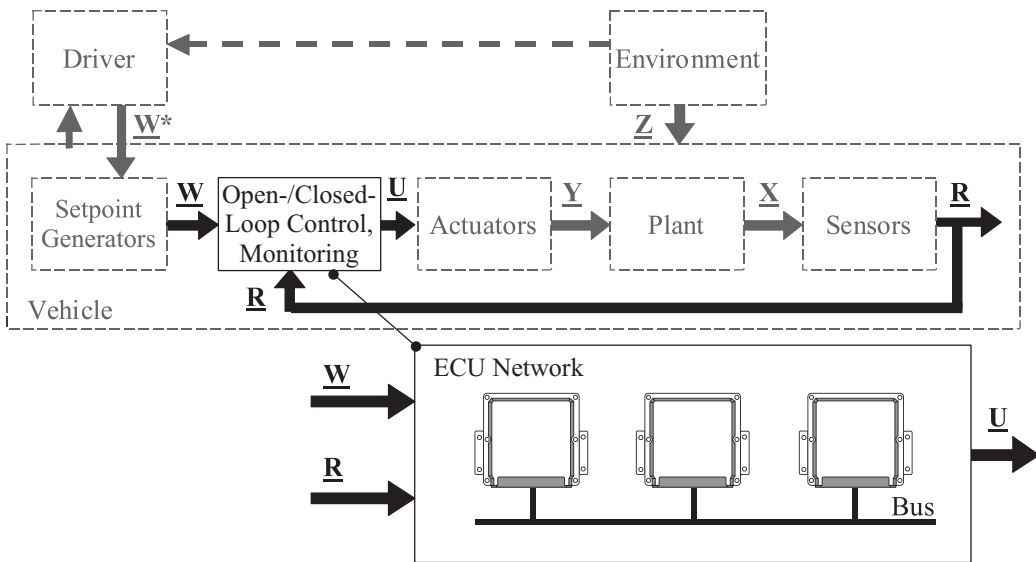 Driver
Environment
W*
Z
W
Open-/Closed-
Loop Control,
Monitoring
U
Y
X
R
Setpoint
Generators
Actuators
Plant
Sensors
R
Vehicle
ECU Network
W
R
U
Bus